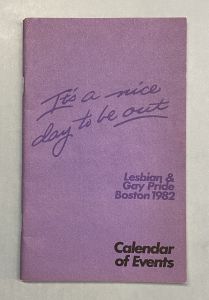 It's a nice
day to be out
Lesbian &
Gay Pride
Boston 1982
Calendar
of Events